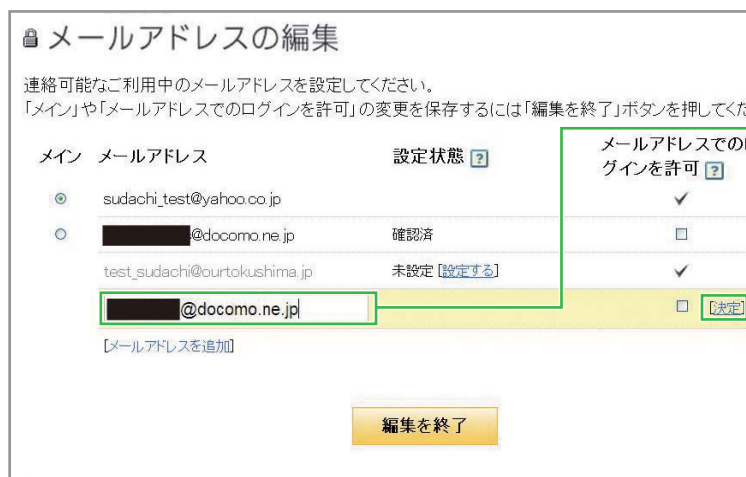 メールアドレスの編集
連絡可能なご利用中のメールアドレスを設定してください。
「メイン」や「メールアドレスでのログインを許可」の変更を保存するには「編集を終了」ボタンを押してくだ
メイン メールアドレス 設定状態 [?] メールアドレスでのロ
グインを許可 [?]
sudachi_test@yahoo.co.jp
@docomo.ne.jp 確認済
test_sudachi@ourtokushima.jp 未設定 [設定する]
@docomo.ne.jp [決定]
[メールアドレスを追加]
編集を終了